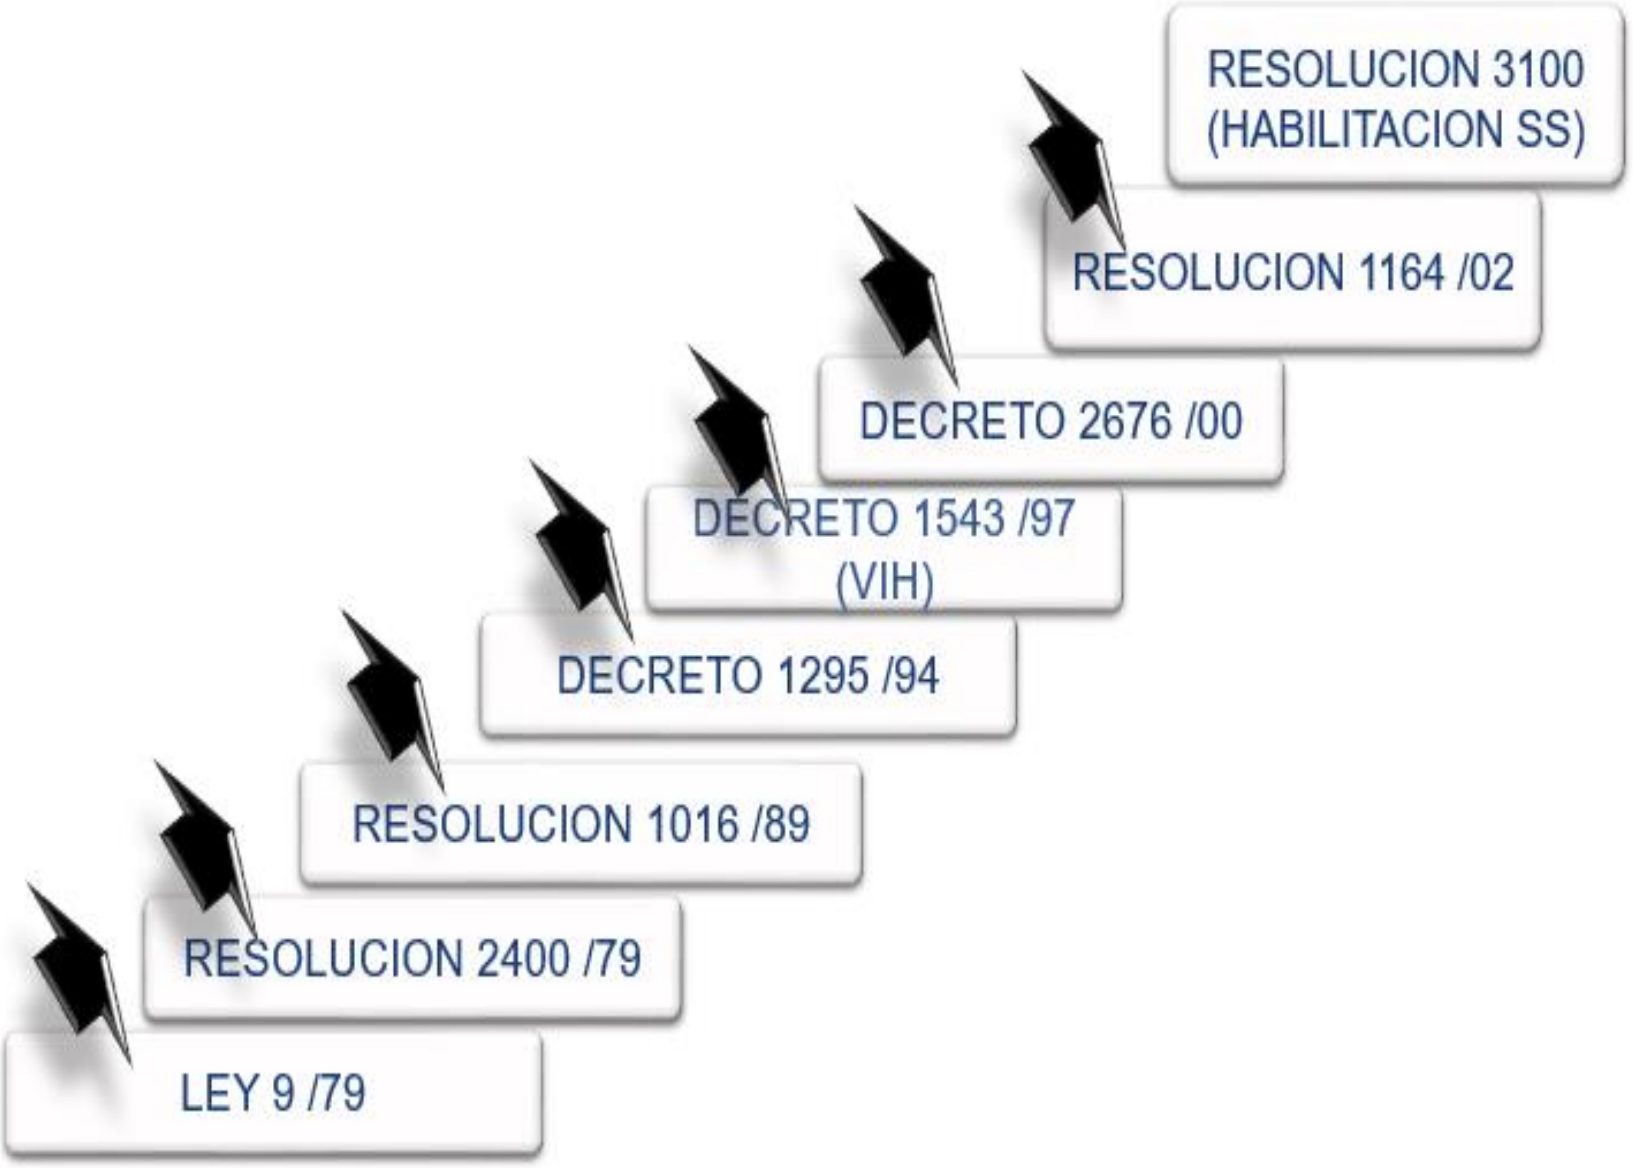 RESOLUCION 3100
(HABILITACION SS)
RESOLUCION 1164 /02
DECRETO 2676 /00
DECRETO 1543 /97
(VIH)
DECRETO 1295 /94
RESOLUCION 1016 /89
RESOLUCION 2400 /79
LEY 9 /79